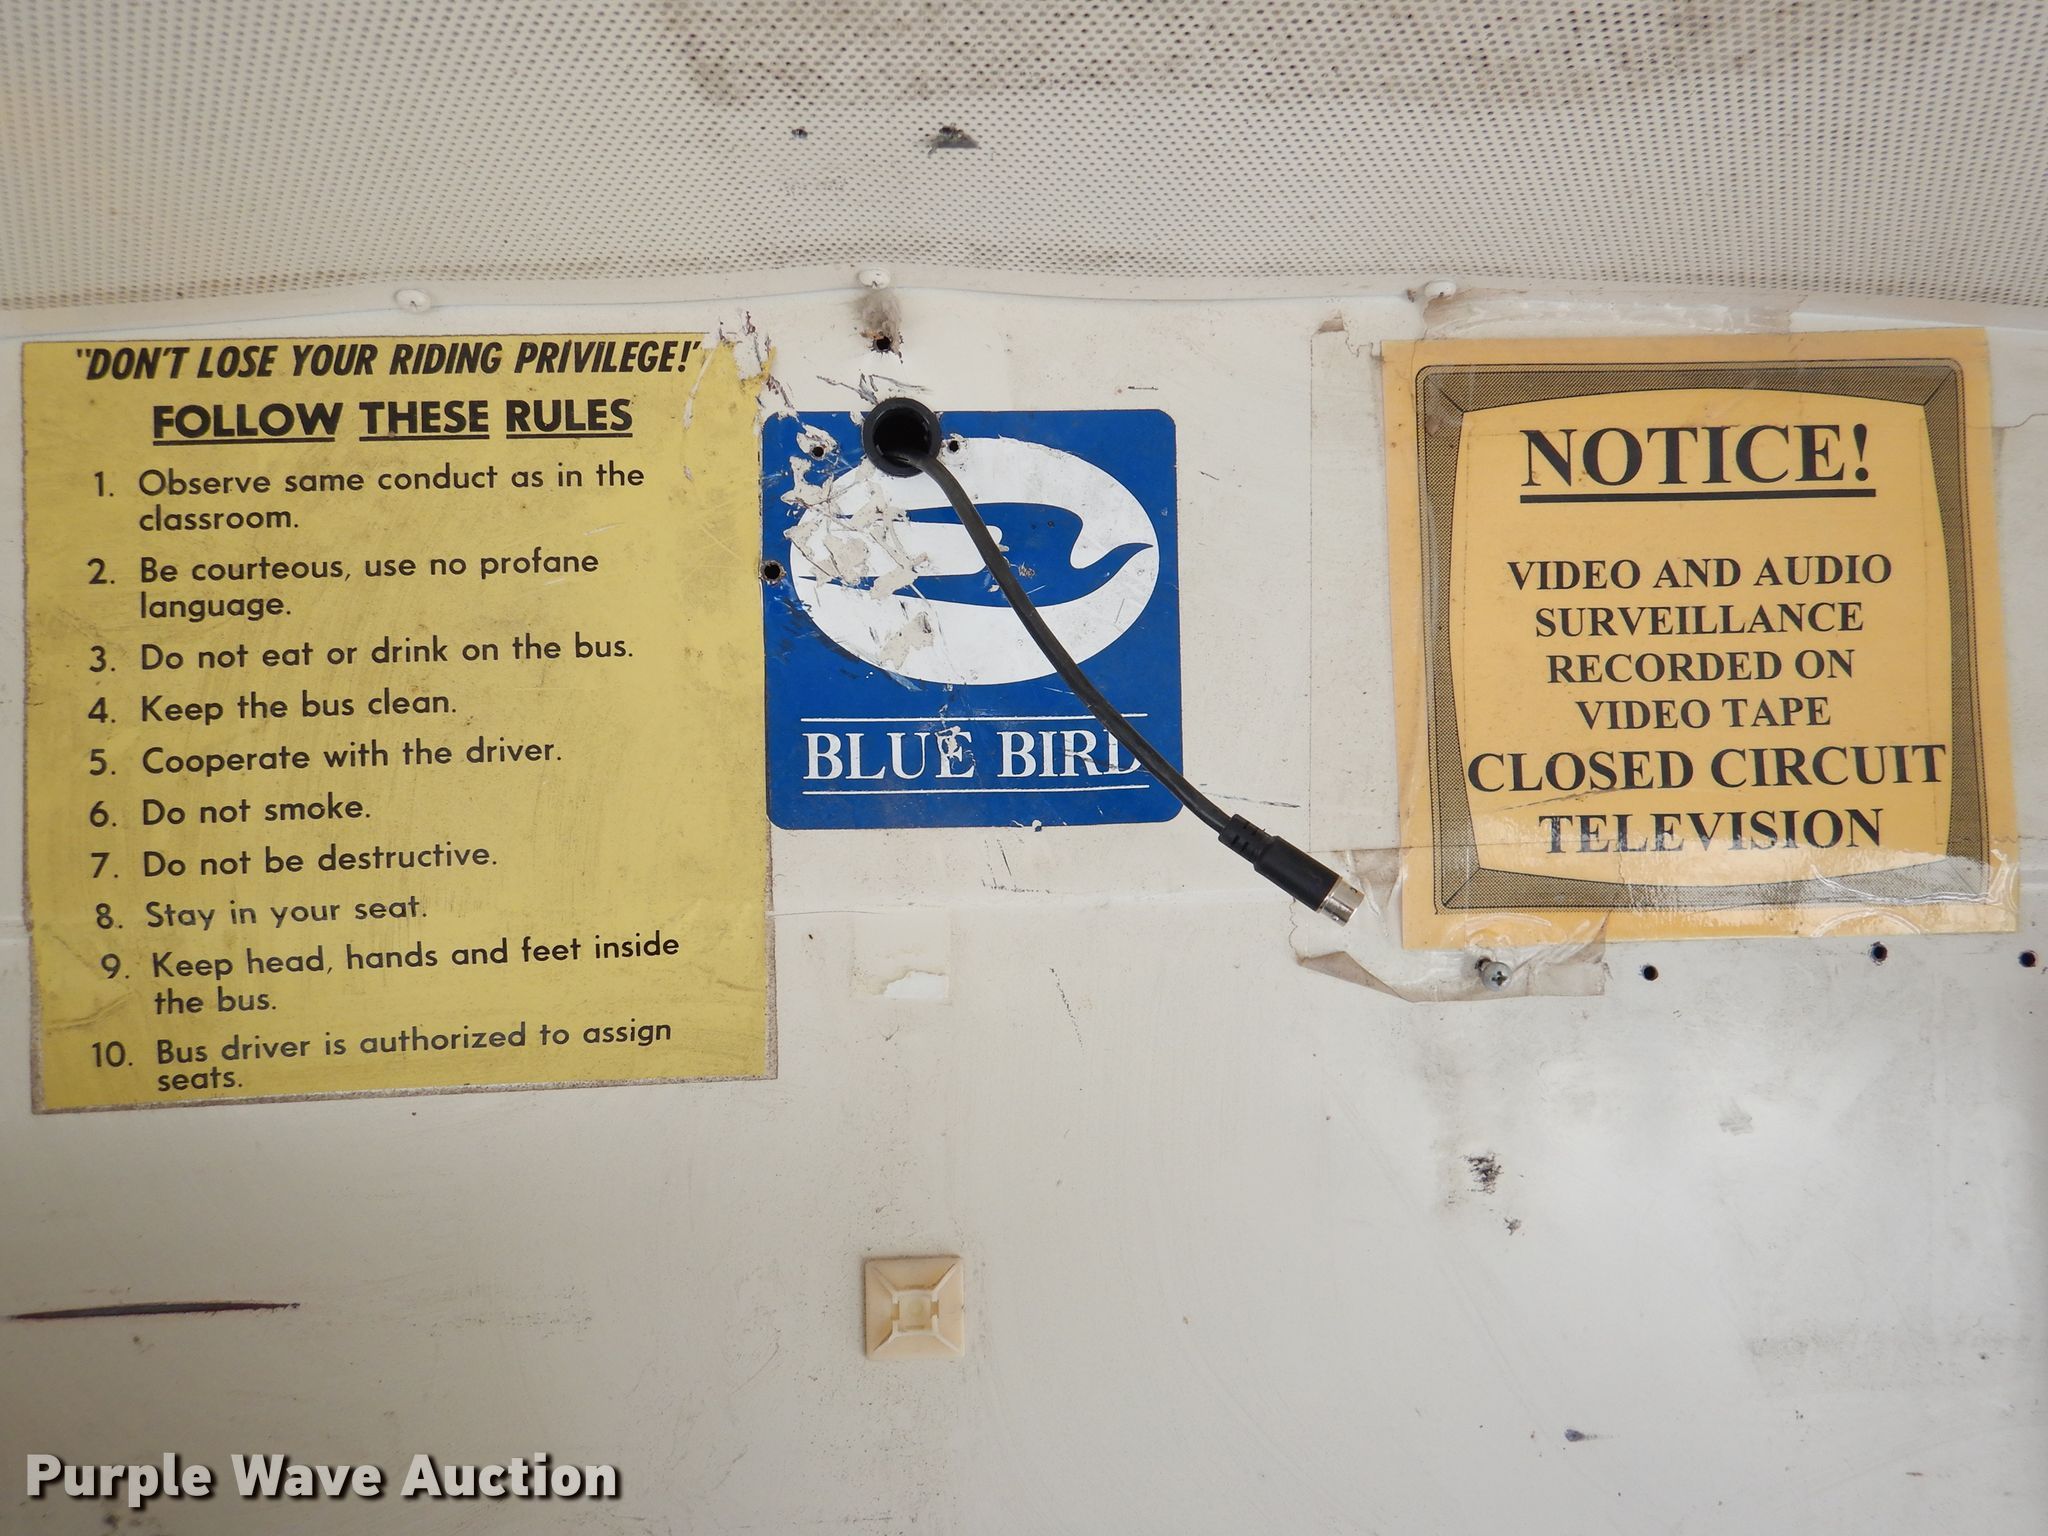 "DON'T LOSE YOUR RIDING PRIVILEGE!"
FOLLOW THESE RULES
1. Observe same conduct as in the
classroom.
2. Be courteous, use no profane
language.
3. Do not eat or drink on the bus.
4. Keep the bus clean.
5. Cooperate with the driver.
6. Do not smoke.
7. Do not be destructive.
8. Stay in your seat.
9. Keep head, hands and feet inside
the bus.
10. Bus driver is authorized to assign
seats.
BLUE BIRD
NOTICE!
VIDEO AND AUDIO
SURVEILLANCE
RECORDED ON
VIDEO TAPE
CLOSED CIRCUIT
TELEVISION
Purple Wave Auction